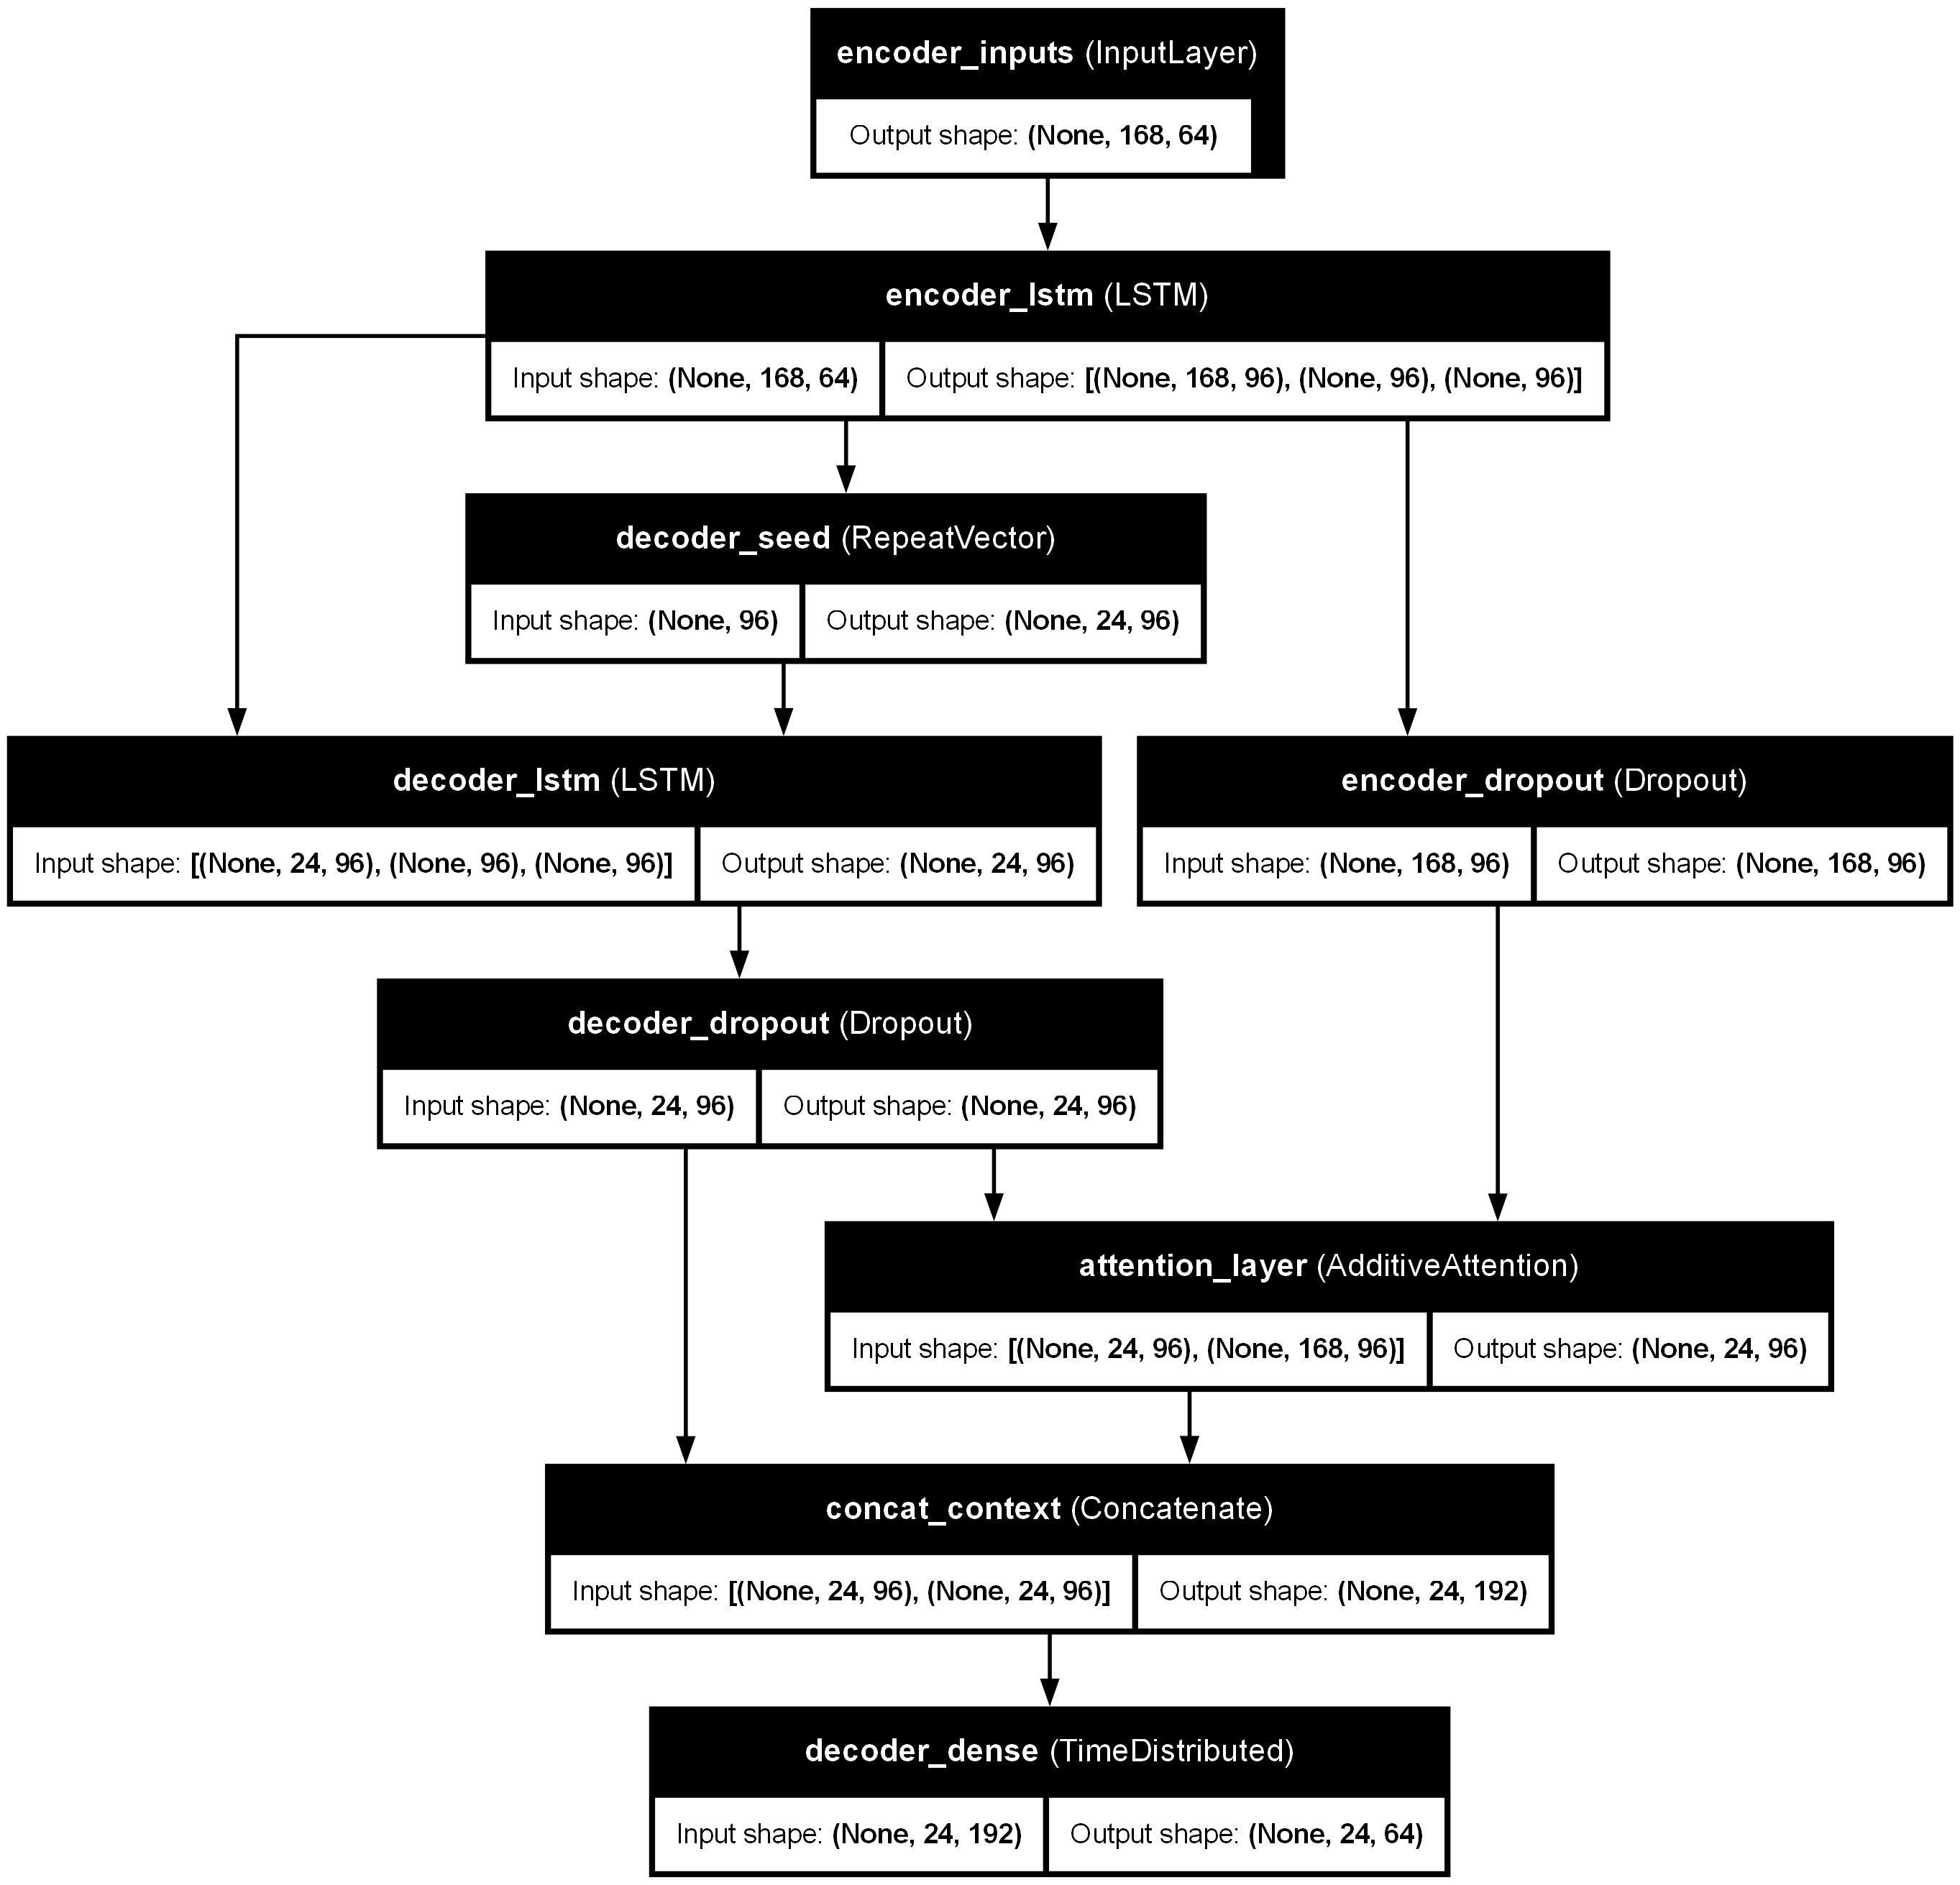 encoder_inputs (InputLayer)
Output shape: (None, 168, 64)
encoder_lstm (LSTM)
Input shape: (None, 168, 64)
Output shape: [(None, 168, 96), (None, 96), (None, 96)]
decoder_seed (RepeatVector)
Input shape: (None, 96)
Output shape: (None, 24, 96)
decoder_lstm (LSTM)
Input shape: [(None, 24, 96), (None, 96), (None, 96)]
Output shape: (None, 24, 96)
encoder_dropout (Dropout)
Input shape: (None, 168, 96)
Output shape: (None, 168, 96)
decoder_dropout (Dropout)
Input shape: (None, 24, 96)
Output shape: (None, 24, 96)
attention_layer (AdditiveAttention)
Input shape: [(None, 24, 96), (None, 168, 96)]
Output shape: (None, 24, 96)
concat_context (Concatenate)
Input shape: [(None, 24, 96), (None, 24, 96)]
Output shape: (None, 24, 192)
decoder_dense (TimeDistributed)
Input shape: (None, 24, 192)
Output shape: (None, 24, 64)